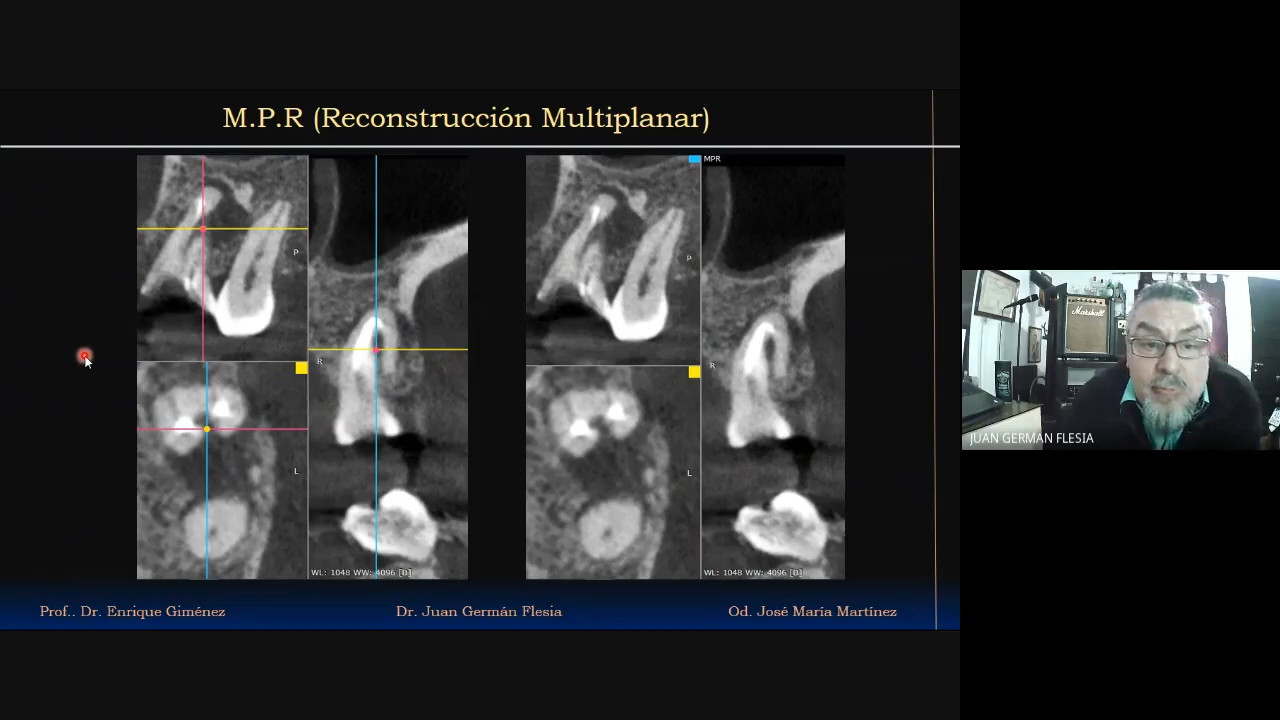 M.P.R (Reconstrucción Multiplanar)
MPR
P
P
R
R
L
L
WL: 1048 WW: 4096 [D]
WL: 1048 WW: 4096 [D]
Marshall
JUAN GERMAN FLESIA
Prof.. Dr. Enrique Giménez
Dr. Juan Germán Flesia
Od. José María Martínez